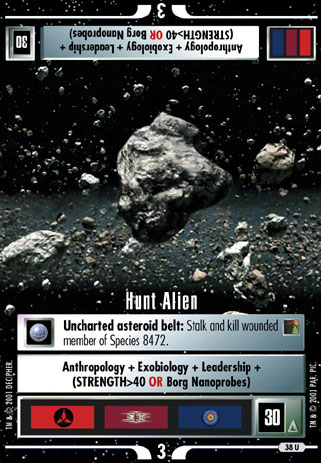 3
30
Anthropology + Exobiology + Leadership +
(STRENGTH>40 OR Borg Nanoprobes)
Hunt Alien
Uncharted asteroid belt: Stalk and kill wounded
member of Species 8472.
Anthropology + Exobiology + Leadership +
(STRENGTH>40 OR Borg Nanoprobes)
30
TM & © 2001 DECIPHER.
TM & © 2001 PAR. PIC.
3
38 U